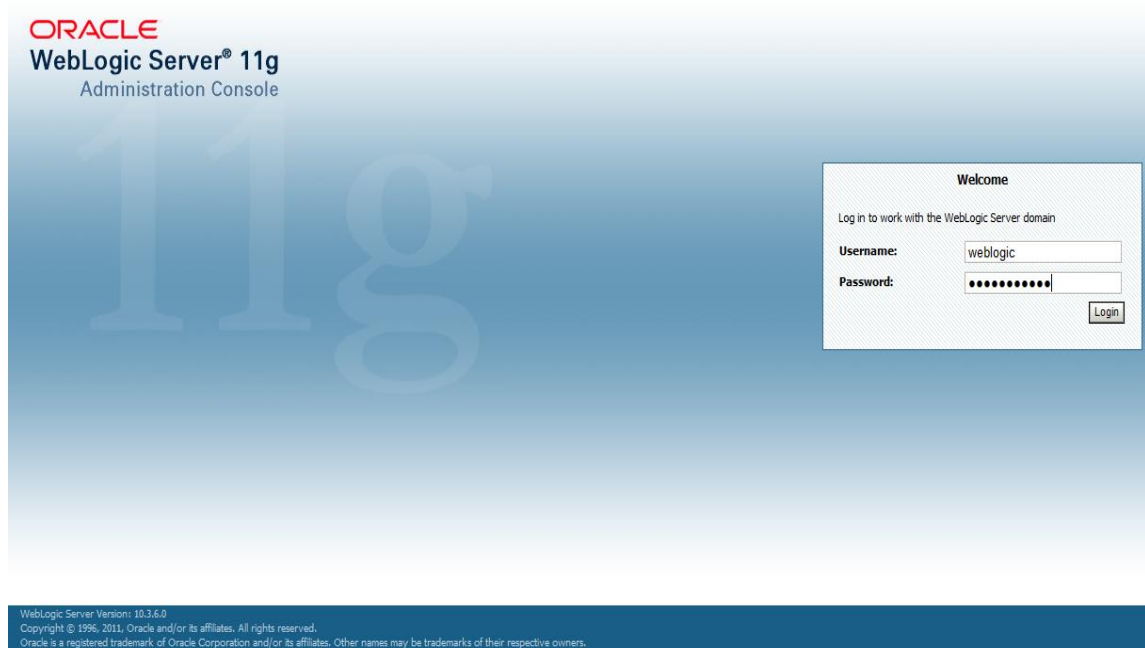 ORACLE
WebLogic Server® 11g
Administration Console
11g
Welcome
Log in to work with the WebLogic Server domain
Username:
weblogic
Password:
●●●●●●●●●●●
Login
WebLogic Server Version: 10.3.6.0
Copyright © 1996, 2011, Oracle and/or its affiliates. All rights reserved.
Oracle is a registered trademark of Oracle Corporation and/or its affiliates. Other names may be trademarks of their respective owners.